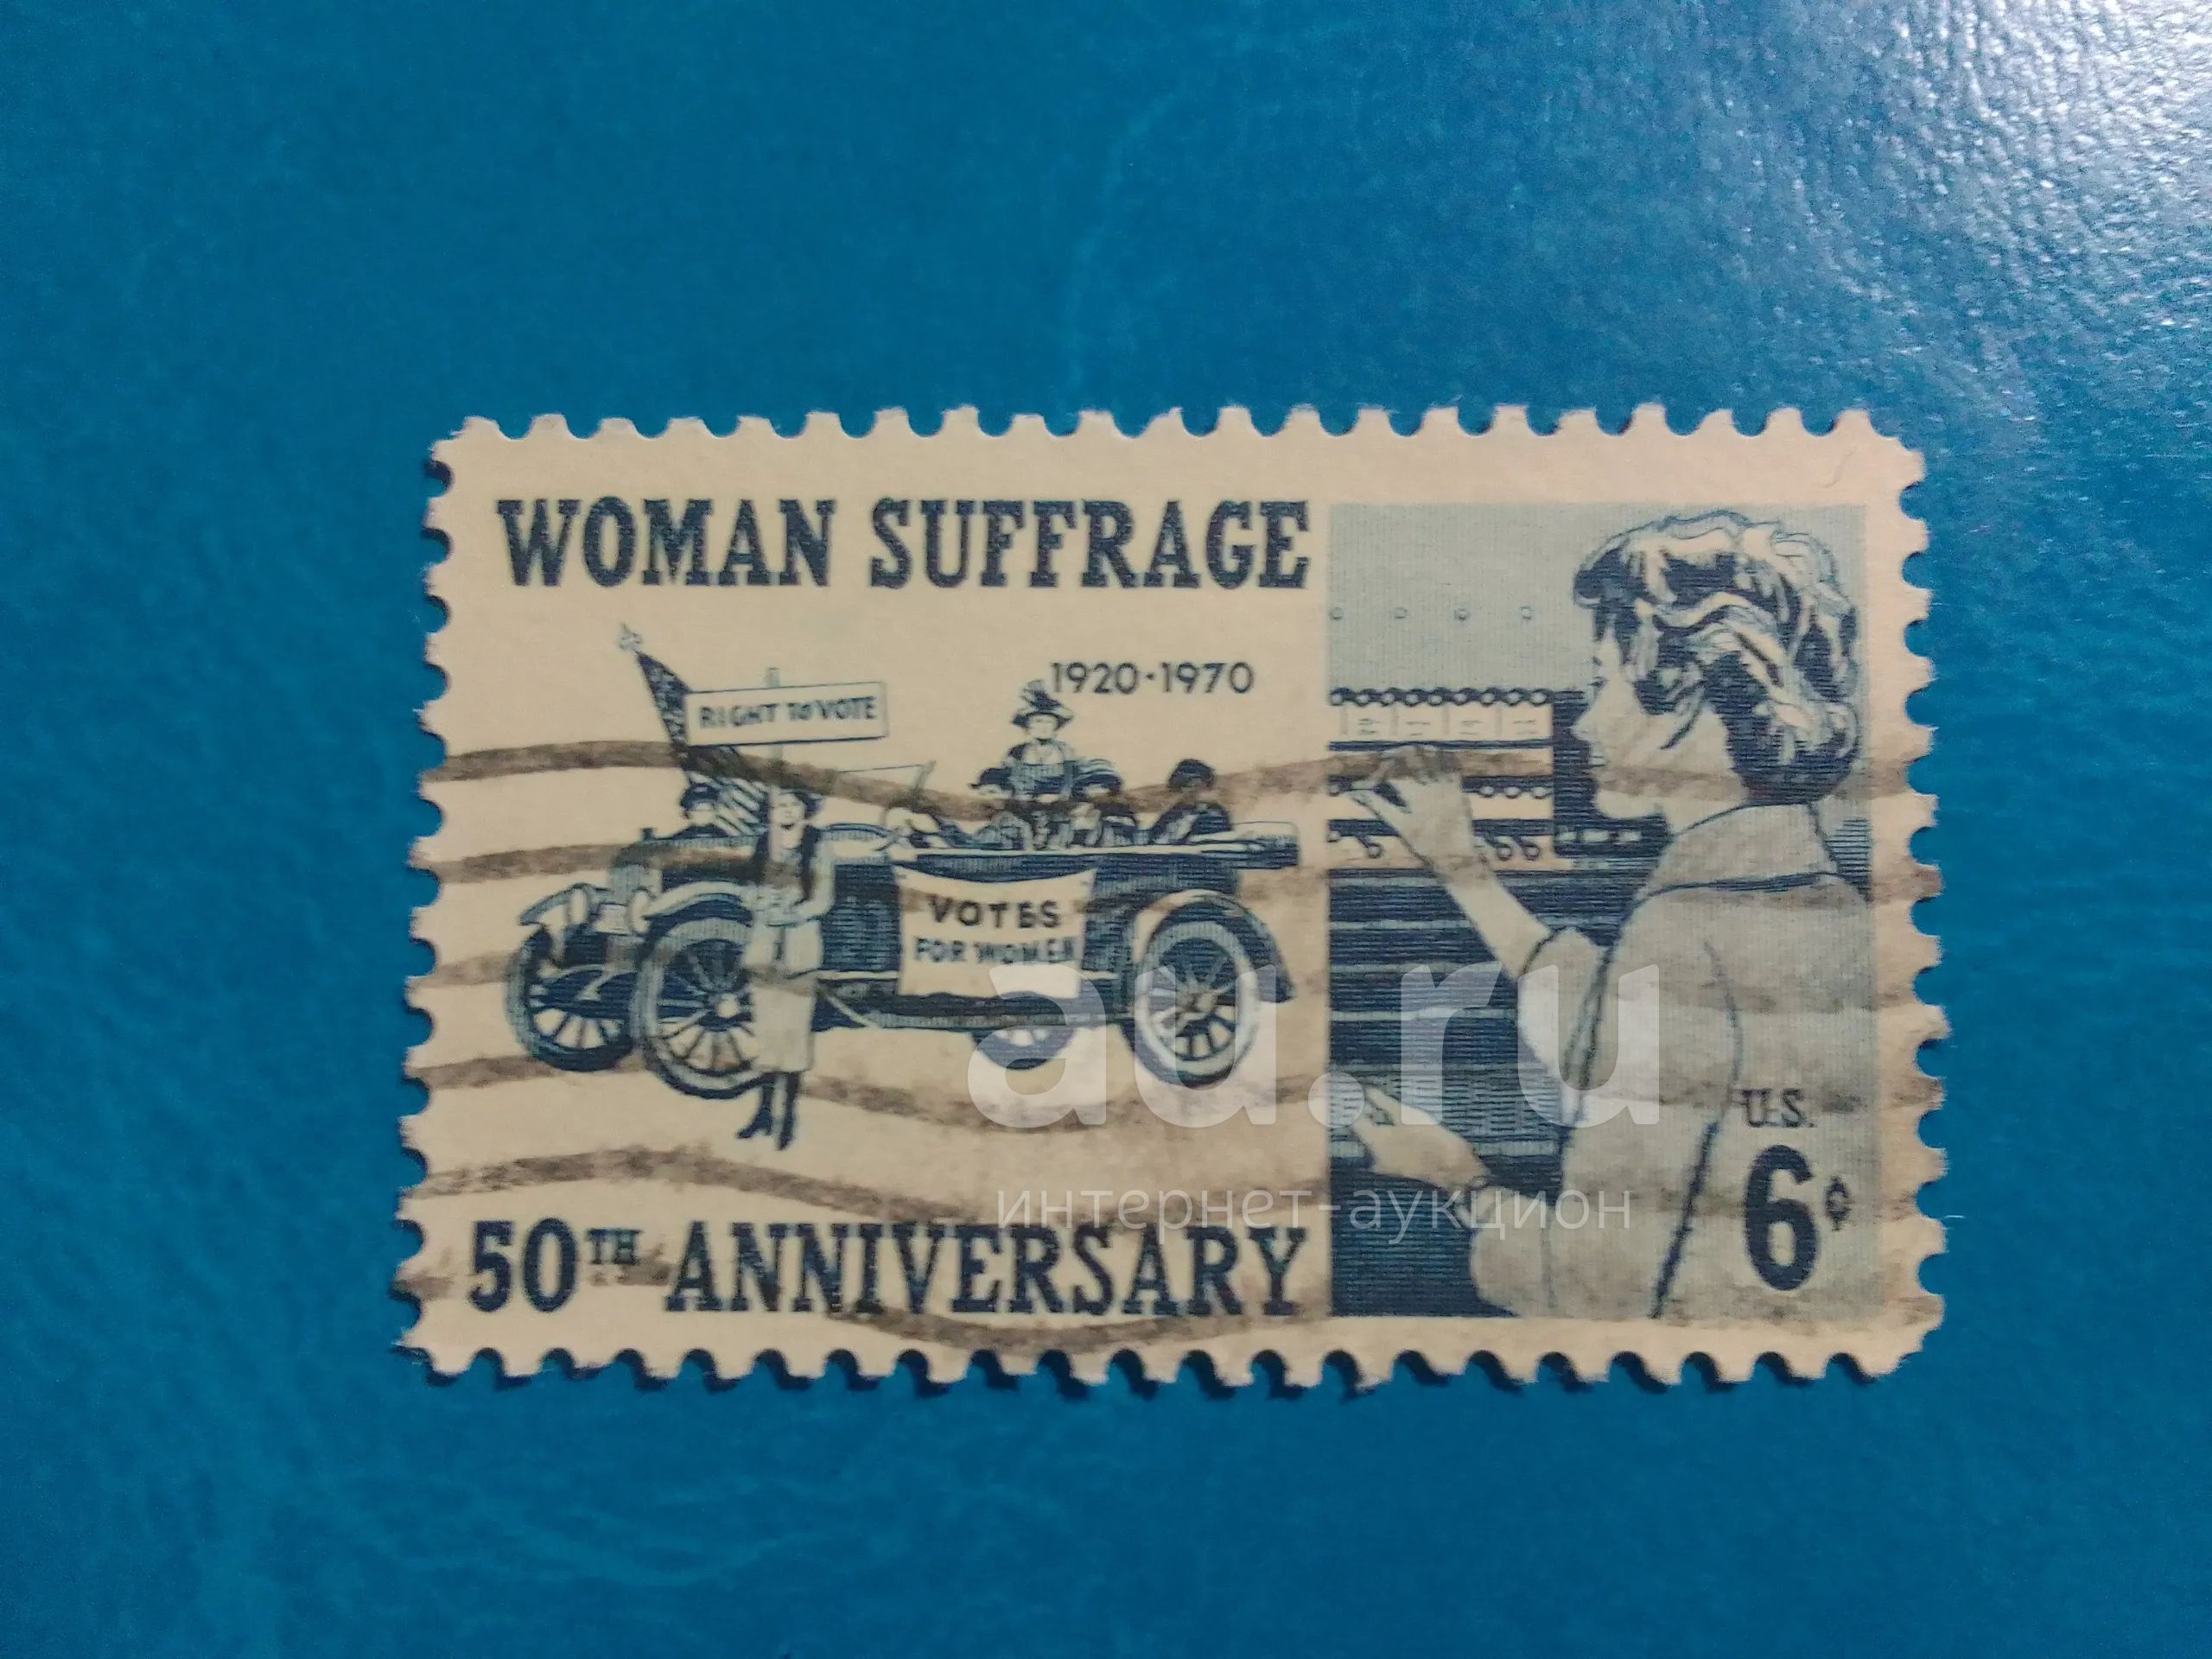 WOMAN SUFFRAGE
1920·1970
RIGHT TO VOTE
VOTES
FOR WOMEN
au.ru
интернет-аукцион
U.S.
6¢
50TH ANNIVERSARY